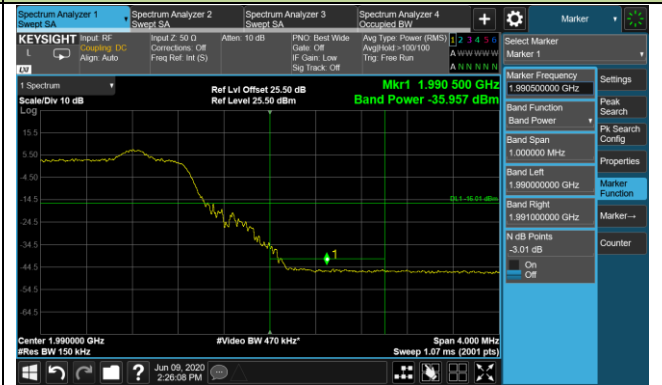 Spectrum Analyzer 1
Swept SA
Spectrum Analyzer 2
Swept SA
Spectrum Analyzer 3
Swept SA
Spectrum Analyzer 4
Occupied BW
+
Marker
KEYSIGHT
L
Input: RF
Coupling: DC
Align: Auto
Input Z: 50 Ω
Corrections: Off
Freq Ref: Int (S)
Atten: 10 dB
PNO: Best Wide
Gate: Off
IF Gain: Low
Sig Track: Off
Avg Type: Power (RMS)
Avg|Hold:>100/100
Trig: Free Run
1 2 3 4 5 6
A W W W W W
A N N N N N
Select Marker
Marker 1
1 Spectrum
Scale/Div 10 dB
Log
Ref Lvl Offset 25.50 dB
Ref Level 25.50 dBm
Mkr1 1.990 500 GHz
Band Power -35.957 dBm
15.5
5.50
-4.50
-14.5
-24.5
-34.5
-44.5
-54.5
-64.5
DL1 -16.01 dBm
1
Center 1.990000 GHz
#Res BW 150 kHz
#Video BW 470 kHz*
Span 4.000 MHz
Sweep 1.07 ms (2001 pts)
Marker Frequency
1.990500000 GHz
Band Function
Band Power
Band Span
1.000000 MHz
Band Left
1.990000000 GHz
Band Right
1.991000000 GHz
N dB Points
-3.01 dB
On
Off
Settings
Peak
Search
Pk Search
Config
Properties
Marker
Function
Marker→
Counter
?
Jun 09, 2020
2:26:08 PM